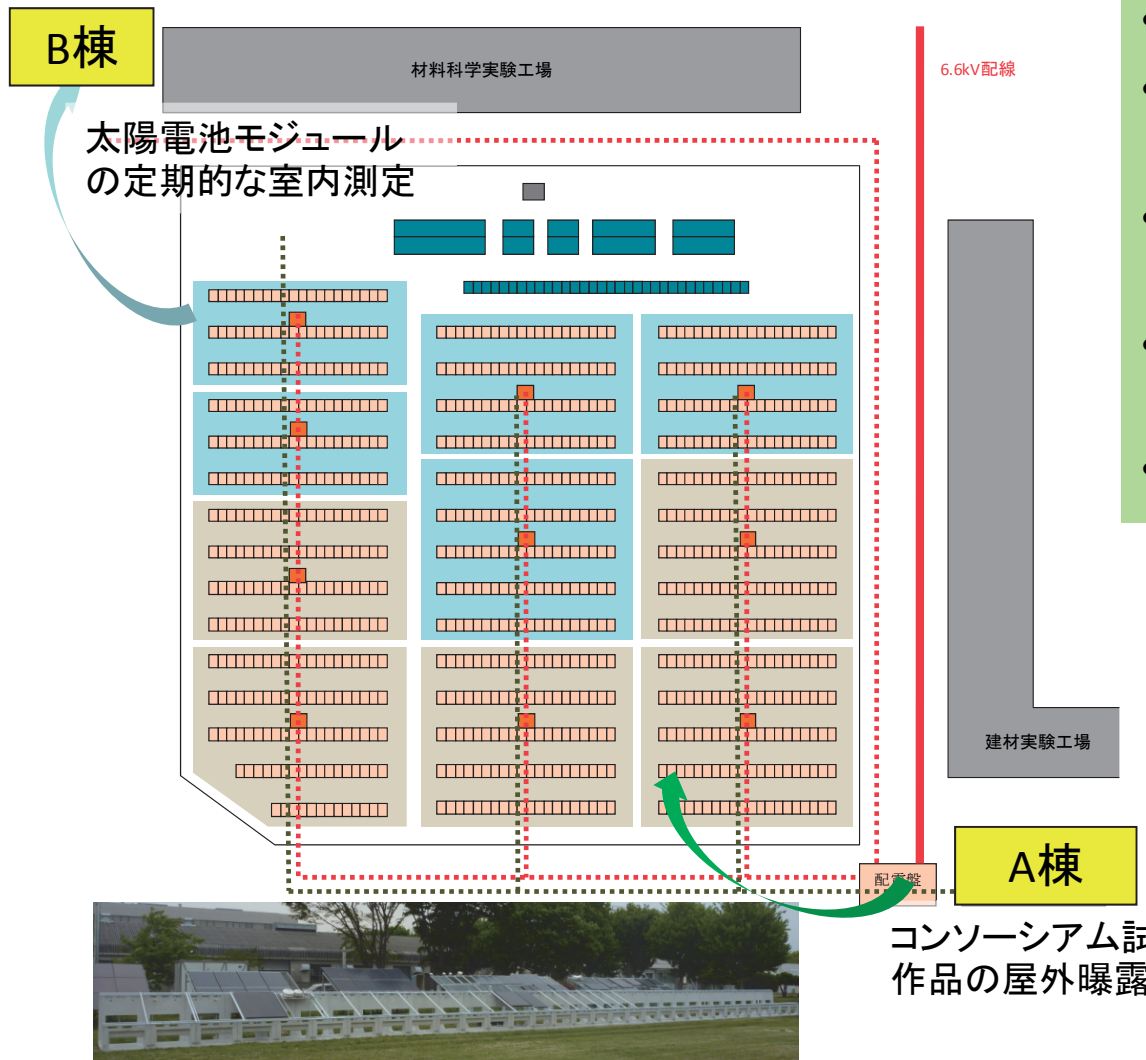 B棟
材料科学実験工場
6.6kV配線
太陽電池モジュール
の定期的な室内測定
建材実験工場
配電盤
A棟
コンソーシアム試
作品の屋外曝露